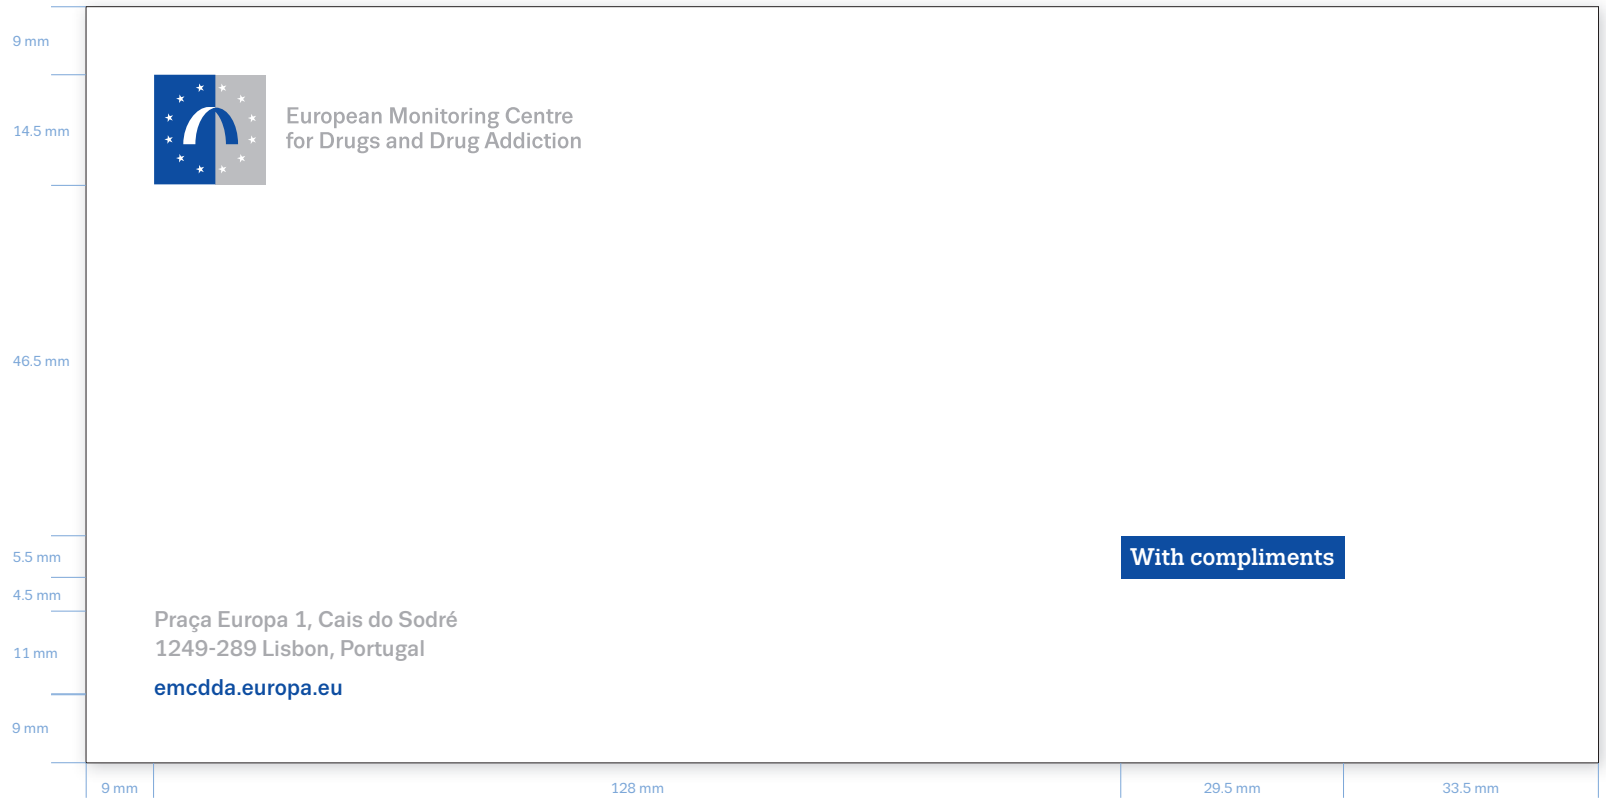 9 mm
14.5 mm
European Monitoring Centre
for Drugs and Drug Addiction
46.5 mm
5.5 mm
With compliments
4.5 mm
Praça Europa 1, Cais do Sodré
1249-289 Lisbon, Portugal
11 mm
emcdda.europa.eu
9 mm
9 mm
128 mm
29.5 mm
33.5 mm